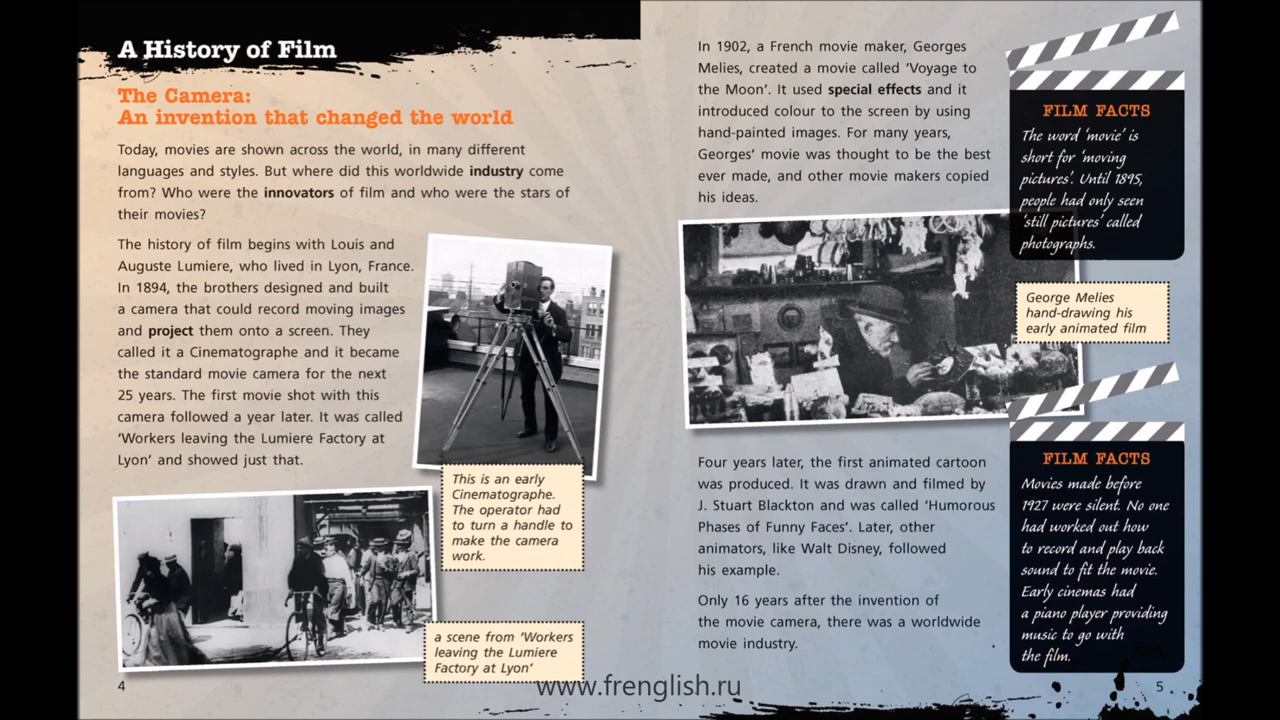 A History of Film
The Camera:
An invention that changed the world
Today, movies are shown across the world, in many different
languages and styles. But where did this worldwide industry come
from? Who were the innovators of film and who were the stars of
their movies?
The history of film begins with Louis and
Auguste Lumiere, who lived in Lyon, France.
In 1894, the brothers designed and built
a camera that could record moving images
and project them onto a screen. They
called it a Cinematographe and it became
the standard movie camera for the next
25 years. The first movie shot with this
camera followed a year later. It was called
‘Workers leaving the Lumiere Factory at
Lyon’ and showed just that.
This is an early
Cinematographe.
The operator had
to turn a handle to
make the camera
work.
a scene from ‘Workers
leaving the Lumiere
Factory at Lyon’
4
In 1902, a French movie maker, Georges
Melies, created a movie called ‘Voyage to
the Moon’. It used special effects and it
introduced colour to the screen by using
hand-painted images. For many years,
Georges’ movie was thought to be the best
ever made, and other movie makers copied
his ideas.
FILM FACTS
The word ‘movie’ is
short for ‘moving
pictures’. Until 1895,
people had only seen
‘still pictures’ called
photographs.
George Melies
hand-drawing his
early animated film
Four years later, the first animated cartoon
was produced. It was drawn and filmed by
J. Stuart Blackton and was called ‘Humorous
Phases of Funny Faces’. Later, other
animators, like Walt Disney, followed
his example.
Only 16 years after the invention of
the movie camera, there was a worldwide
movie industry.
FILM FACTS
Movies made before
1927 were silent. No one
had worked out how
to record and play back
sound to fit the movie.
Early cinemas had
a piano player providing
music to go with
the film.
5
www.frenglish.ru